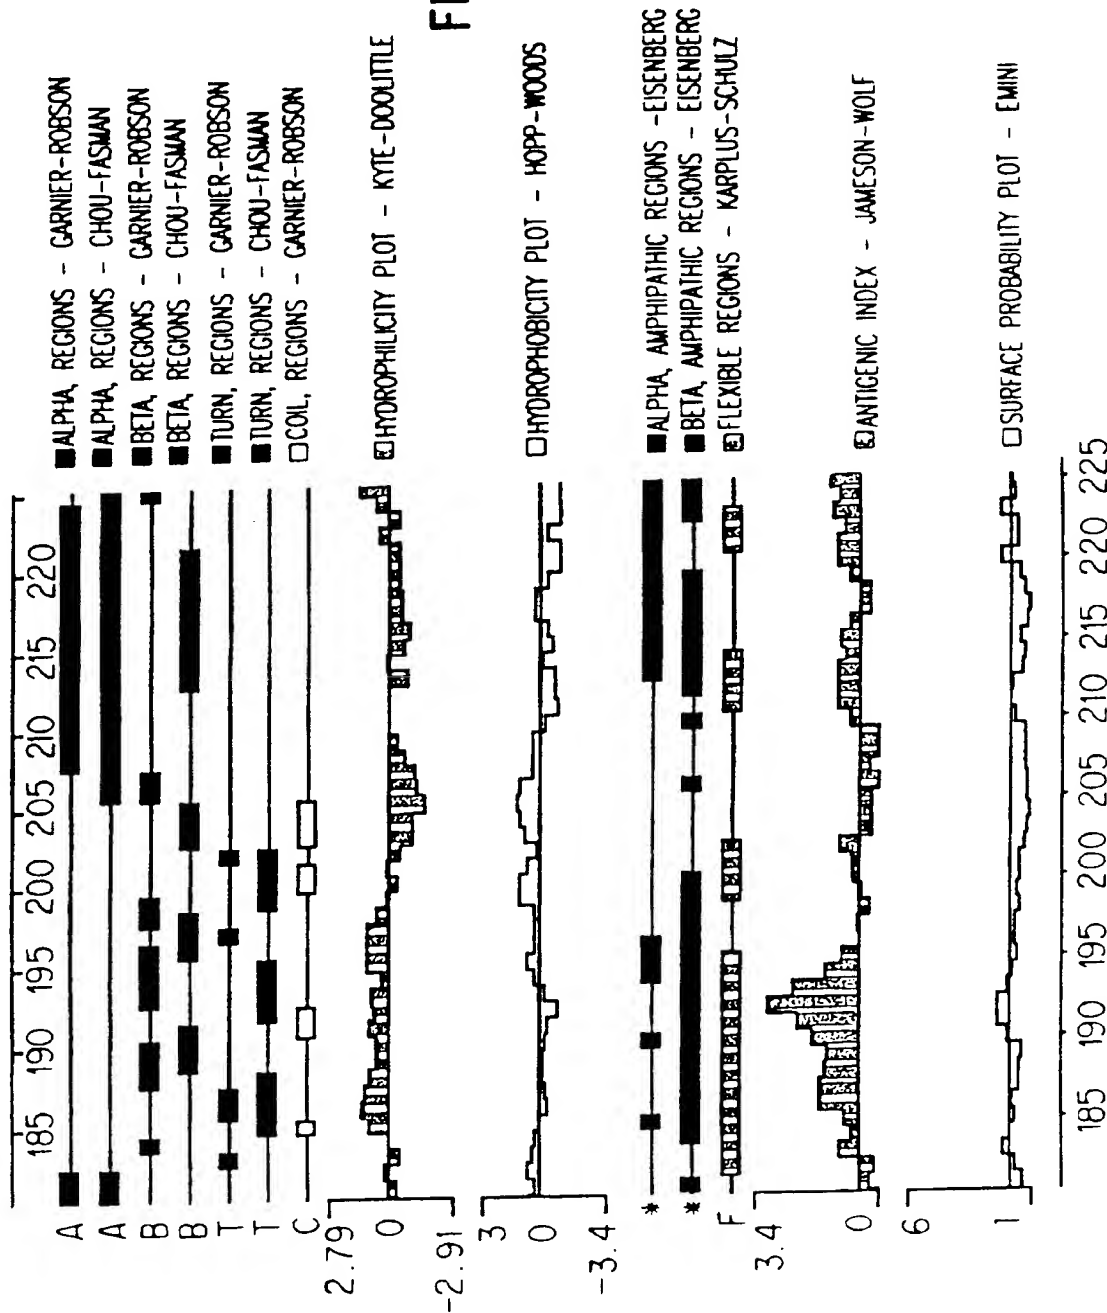 185 190 195 200 205 210 215 220
A ALPHA, REGIONS - GARNIER-ROBSON
A ALPHA, REGIONS - CHOU-FASMAN
B BETA, REGIONS - GARNIER-ROBSON
B BETA, REGIONS - CHOU-FASMAN
T TURN, REGIONS - GARNIER-ROBSON
T TURN, REGIONS - CHOU-FASMAN
C COIL, REGIONS - GARNIER-ROBSON
-2.79
0 HYDROPHILICITY PLOT - KYTE-DOOLITTLE
-2.91
3
0 HYDROPHOBICITY PLOT - HOPP-WOODS
-3.4
* ALPHA, AMPHIPATHIC REGIONS -EISENBERG
* BETA, AMPHIPATHIC REGIONS - EISENBERG
F FLEXIBLE REGIONS - KARPLUS-SCHULZ
3.4
0 ANTIGENIC INDEX - JAMESON-WOLF
6
1 SURFACE PROBABILITY PLOT - EMINI
185 190 195 200 205 210 215 220 225